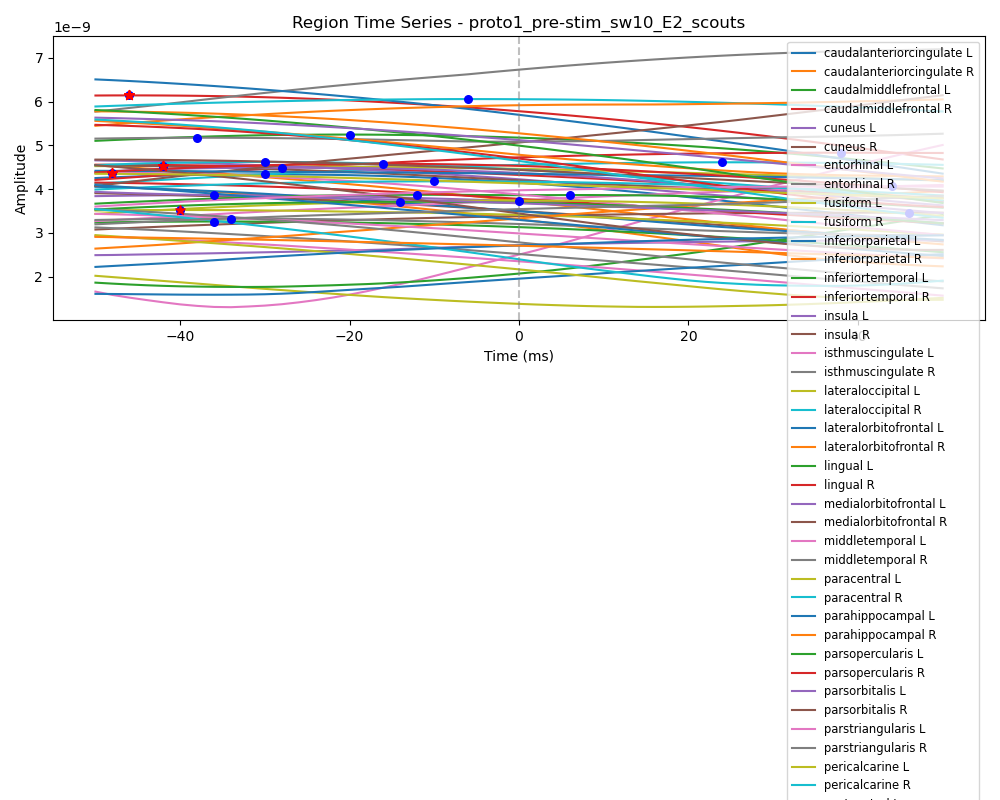 Region Time Series - proto1_pre-stim_sw10_E2_scouts
1e−9
7
6
5
4
3
2
Amplitude
−40
−20
0
20
Time (ms)
caudalanteriorcingulate L
caudalanteriorcingulate R
caudalmiddlefrontal L
caudalmiddlefrontal R
cuneus L
cuneus R
entorhinal L
entorhinal R
fusiform L
fusiform R
inferiorparietal L
inferiorparietal R
inferiortemporal L
inferiortemporal R
insula L
insula R
isthmuscingulate L
isthmuscingulate R
lateraloccipital L
lateraloccipital R
lateralorbitofrontal L
lateralorbitofrontal R
lingual L
lingual R
medialorbitofrontal L
medialorbitofrontal R
middletemporal L
middletemporal R
paracentral L
paracentral R
parahippocampal L
parahippocampal R
parsopercularis L
parsopercularis R
parsorbitalis L
parsorbitalis R
parstriangularis L
parstriangularis R
pericalcarine L
pericalcarine R